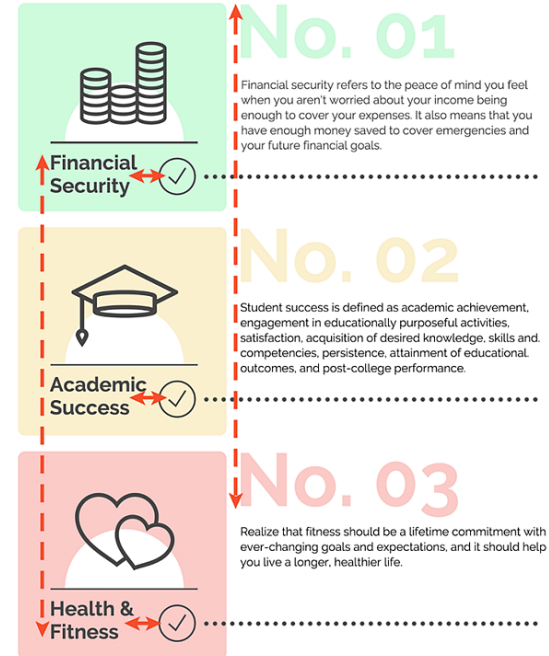 No. 01
Financial security refers to the peace of mind you feel
when you aren't worried about your income being
enough to cover your expenses. It also means that you
have enough money saved to cover emergencies and
your future financial goals.
Financial
Security
No. 02
Student success is defined as academic achievement,
engagement in educationally purposeful activities,
satisfaction, acquisition of desired knowledge, skills and.
competencies, persistence, attainment of educational.
outcomes, and post-college performance.
Academic
Success
No. 03
Realize that fitness should be a lifetime commitment with
ever-changing goals and expectations, and it should help
you live a longer, healthier life.
Health &
Fitness